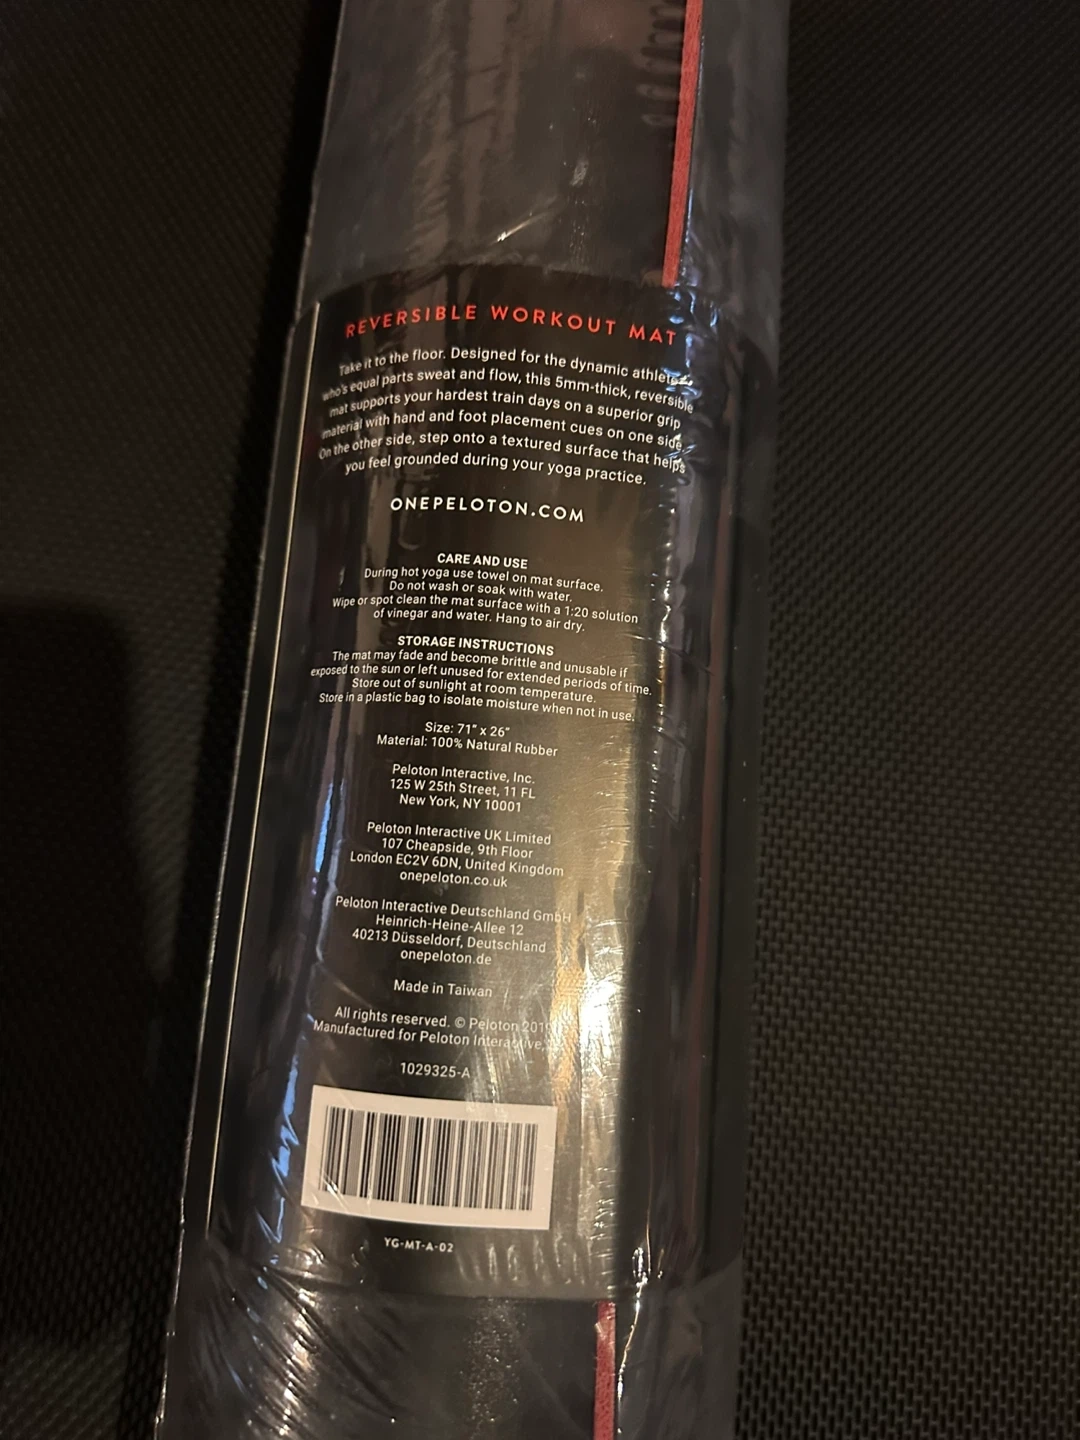 REVERSIBLE WORKOUT MAT
Take it to the floor. Designed for the dynamic athlete
who's equal parts sweat and flow, this 5mm-thick, reversible
mat supports your hardest train days on a superior grip
material with hand and foot placement cues on one side.
On the other side, step onto a textured surface that helps
you feel grounded during your yoga practice.
ONEPELOTON.COM
CARE AND USE
During hot yoga use towel on mat surface.
Do not wash or soak with water.
Wipe or spot clean the mat surface with a 1:20 solution
of vinegar and water. Hang to air dry.
STORAGE INSTRUCTIONS
The mat may fade and become brittle and unusable if
exposed to the sun or left unused for extended periods of time.
Store out of sunlight at room temperature.
Store in a plastic bag to isolate moisture when not in use.
Size: 71" x 26"
Material: 100% Natural Rubber
Peloton Interactive, Inc.
125 W 25th Street, 11 FL
New York, NY 10001
Peloton Interactive UK Limited
107 Cheapside, 9th Floor
London EC2V 6DN, United Kingdom
onepeloton.co.uk
Peloton Interactive Deutschland GmbH
Heinrich-Heine-Allee 12
40213 Düsseldorf, Deutschland
onepeloton.de
Made in Taiwan
All rights reserved. © Peloton
Manufactured for Peloton Interactive,
1029325-A
YG-MT-A-02